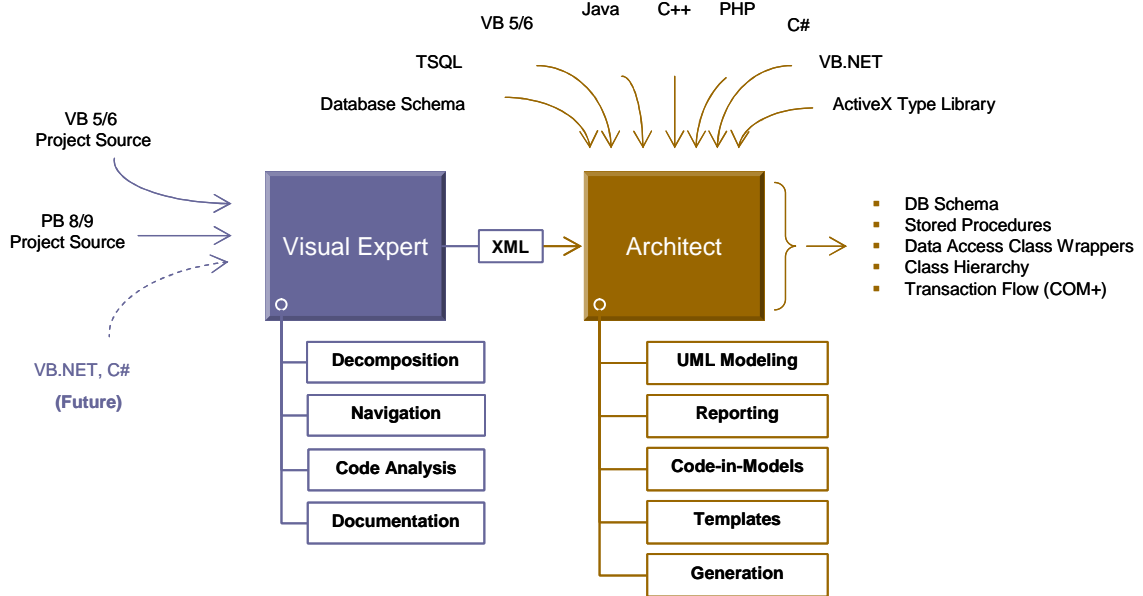 Java
C++
PHP
VB 5/6
C#
TSQL
VB.NET
Database Schema
ActiveX Type Library
VB 5/6
Project Source
PB 8/9
Project Source
VB.NET, C#
(Future)
Visual Expert
XML
Architect
▪ DB Schema
▪ Stored Procedures
▪ Data Access Class Wrappers
▪ Class Hierarchy
▪ Transaction Flow (COM+)
Decomposition
Navigation
Code Analysis
Documentation
UML Modeling
Reporting
Code-in-Models
Templates
Generation